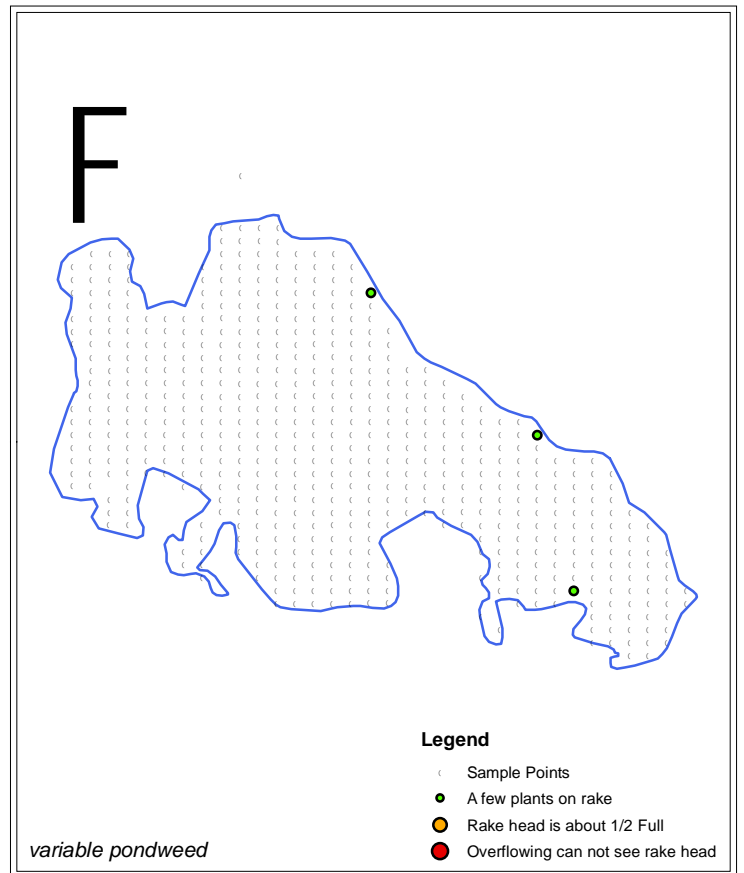 F
Legend
Sample Points
A few plants on rake
Rake head is about 1/2 Full
Overflowing can not see rake head
variable pondweed